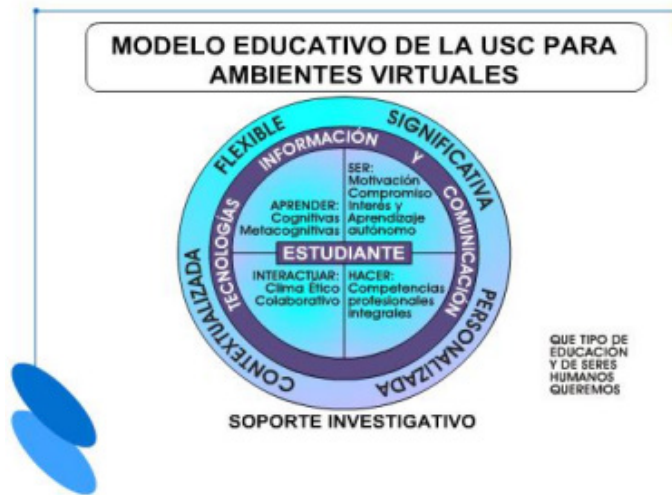 MODELO EDUCATIVO DE LA USC PARA
AMBIENTES VIRTUALES
FLEXIBLE
SIGNIFICATIVA
CONTEXTUALIZADA
PERSONALIZADA
TECNOLOGÍAS INFORMACIÓN Y COMUNICACIÓN
APRENDER:
Cognitivas
Metacognitivas
SER:
Motivación
Compromiso
Interés y
Aprendizaje
autónomo
ESTUDIANTE
INTERACTUAR:
Clima Ético
Colaborativo
HACER:
Competencias
profesionales
integrales
QUE TIPO DE
EDUCACIÓN
Y DE SERES
HUMANOS
QUEREMOS
SOPORTE INVESTIGATIVO